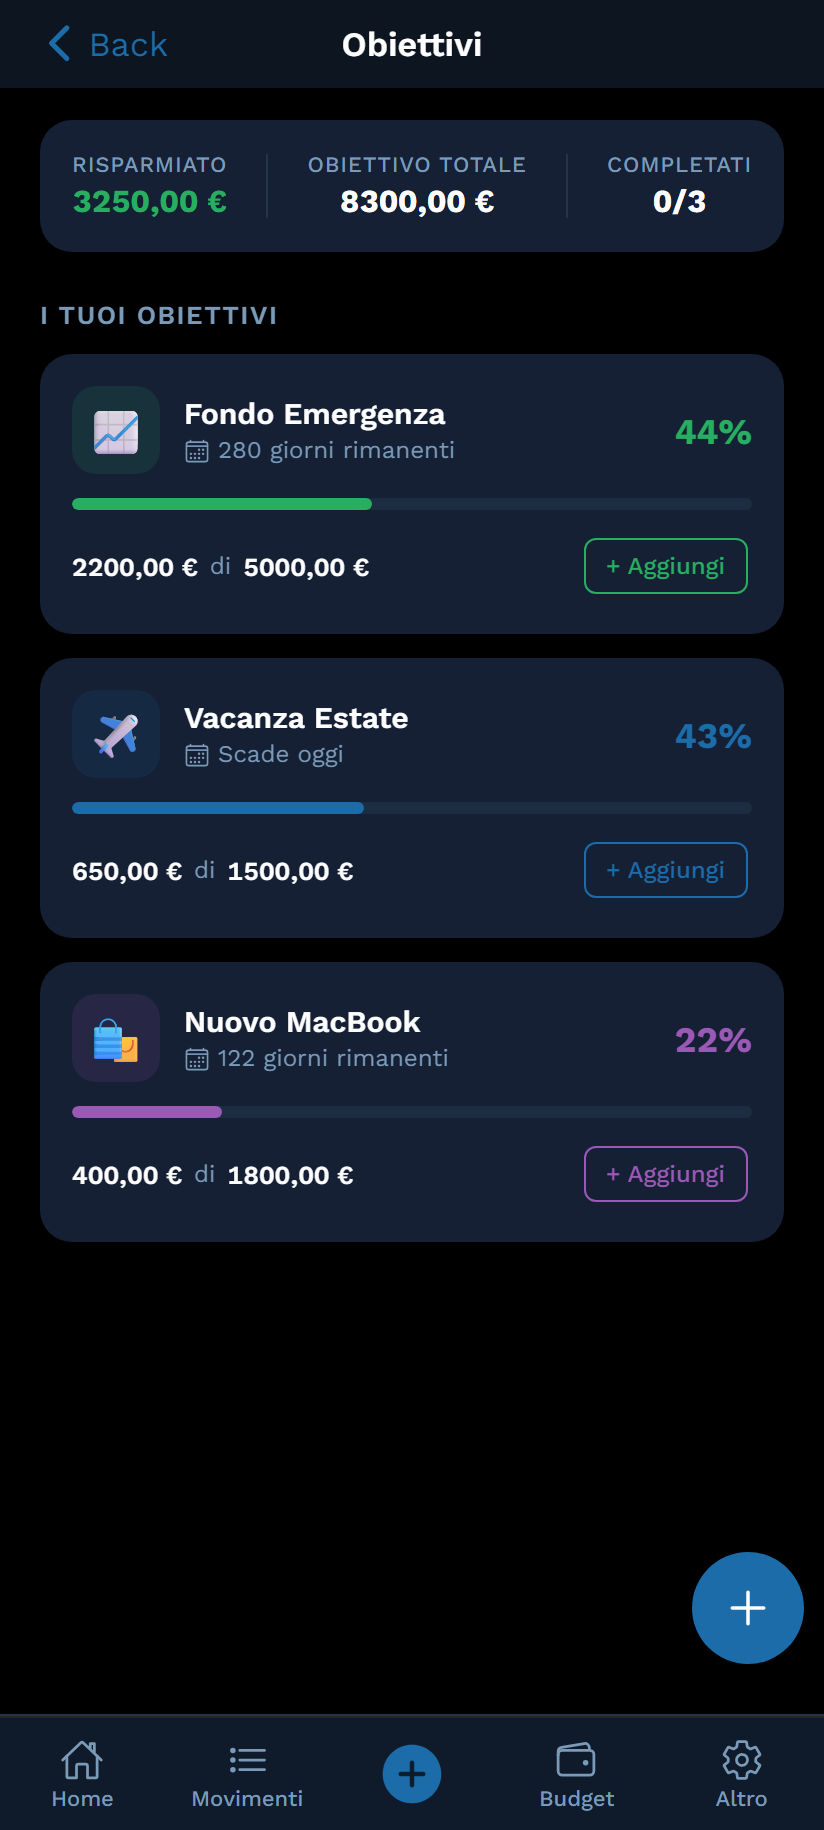 Back
Obiettivi
RISPARMIATO
3250,00 €
OBIETTIVO TOTALE
8300,00 €
COMPLETATI
0/3
I TUOI OBIETTIVI
Fondo Emergenza
280 giorni rimanenti
44%
2200,00 € di 5000,00 €
+ Aggiungi
Vacanza Estate
Scade oggi
43%
650,00 € di 1500,00 €
+ Aggiungi
Nuovo MacBook
122 giorni rimanenti
22%
400,00 € di 1800,00 €
+ Aggiungi
Home
Movimenti
Budget
Altro